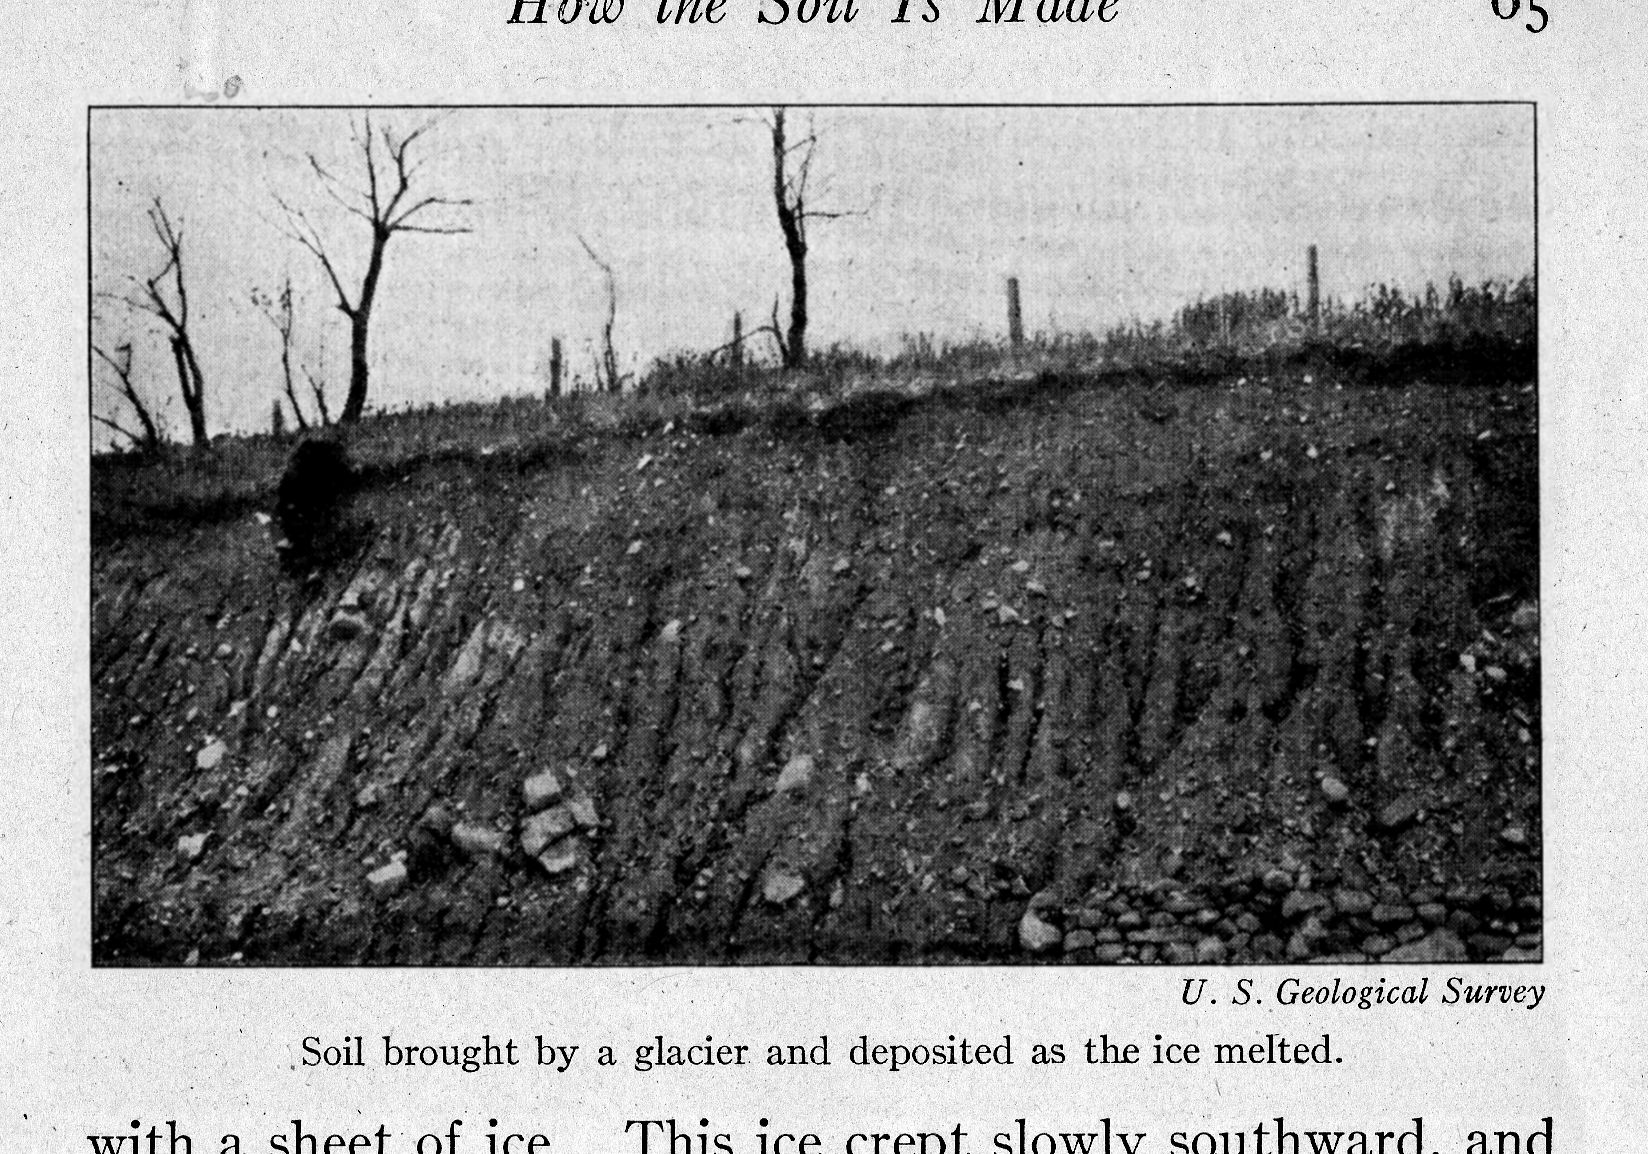 How the Soil Is Made 65
U. S. Geological Survey
Soil brought by a glacier and deposited as the ice melted.
with a sheet of ice. This ice crept slowly southward, and